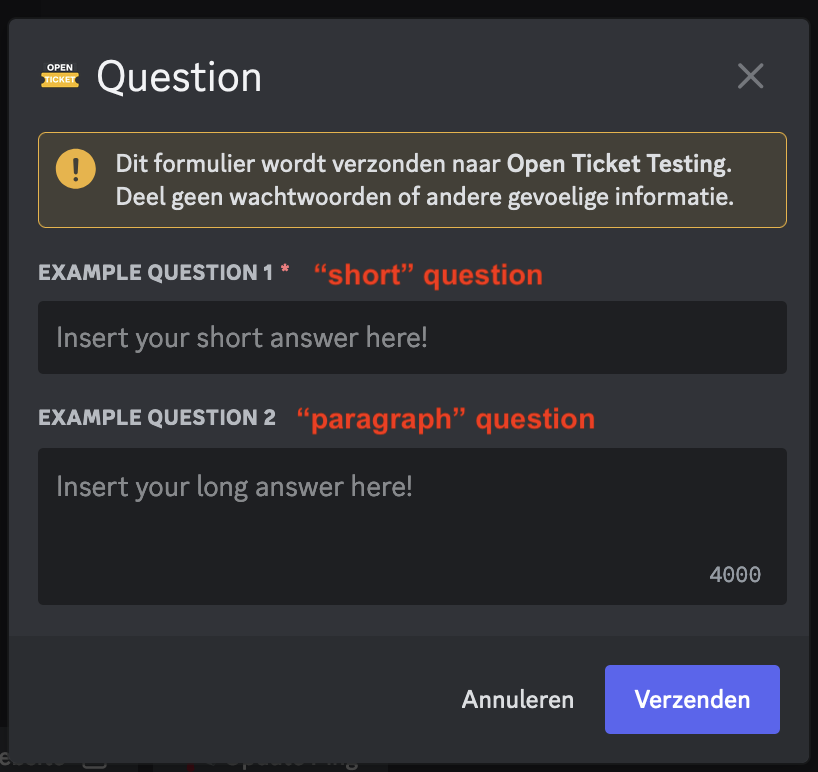 OPEN
TICKET
Question
Dit formulier wordt verzonden naar Open Ticket Testing.
Deel geen wachtwoorden of andere gevoelige informatie.
EXAMPLE QUESTION 1 * “short” question
Insert your short answer here!
EXAMPLE QUESTION 2 “paragraph” question
Insert your long answer here!
4000
Annuleren Verzenden